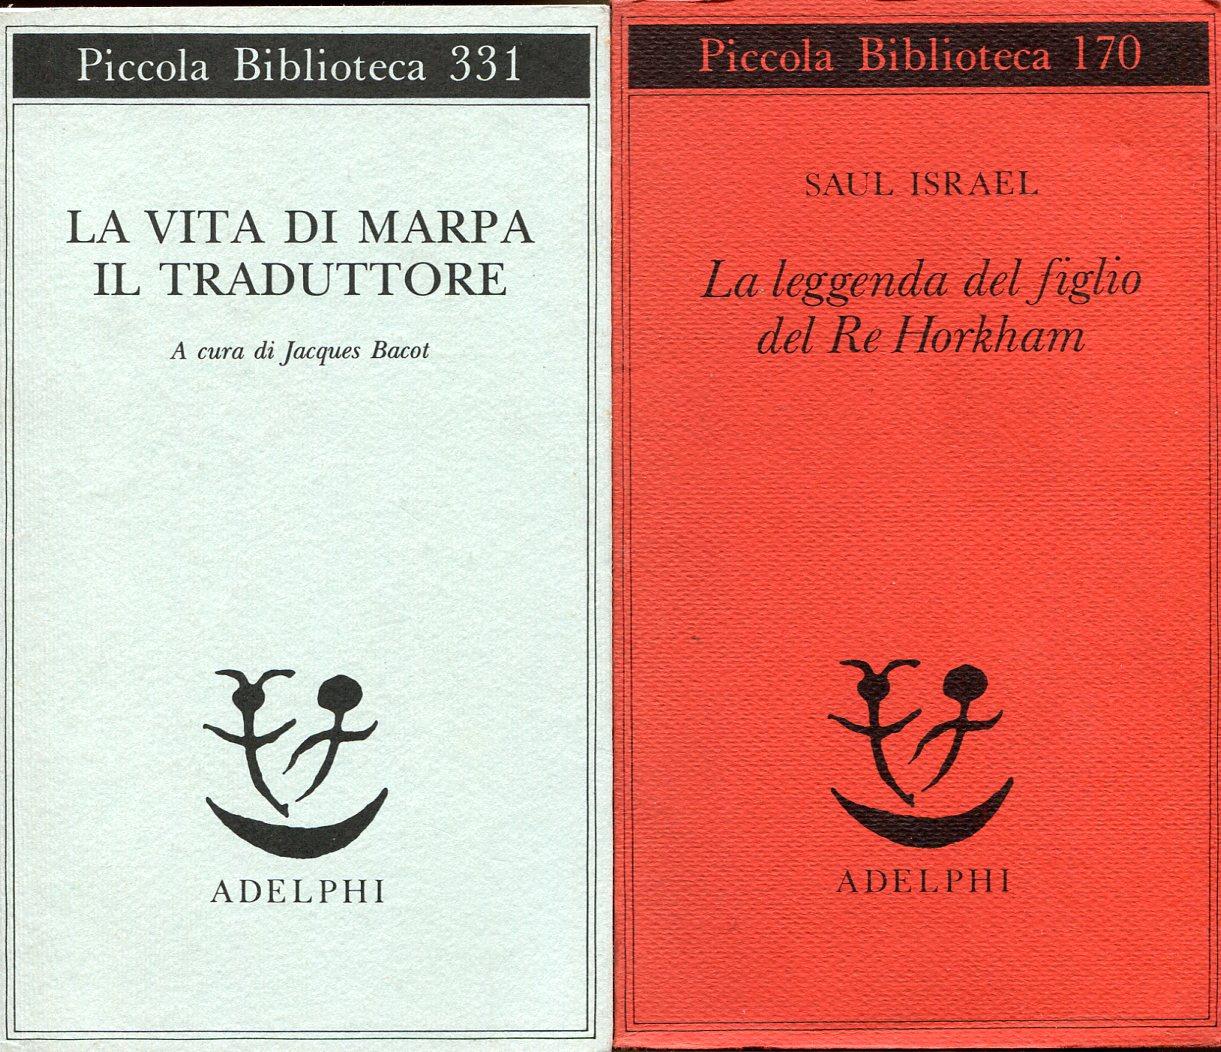 Piccola Biblioteca 331
LA VITA DI MARPA
IL TRADUTTORE
A cura di Jacques Bacot
ADELPHI
Piccola Biblioteca 170
SAUL ISRAEL
La leggenda del figlio
del Re Horkham
ADELPHI